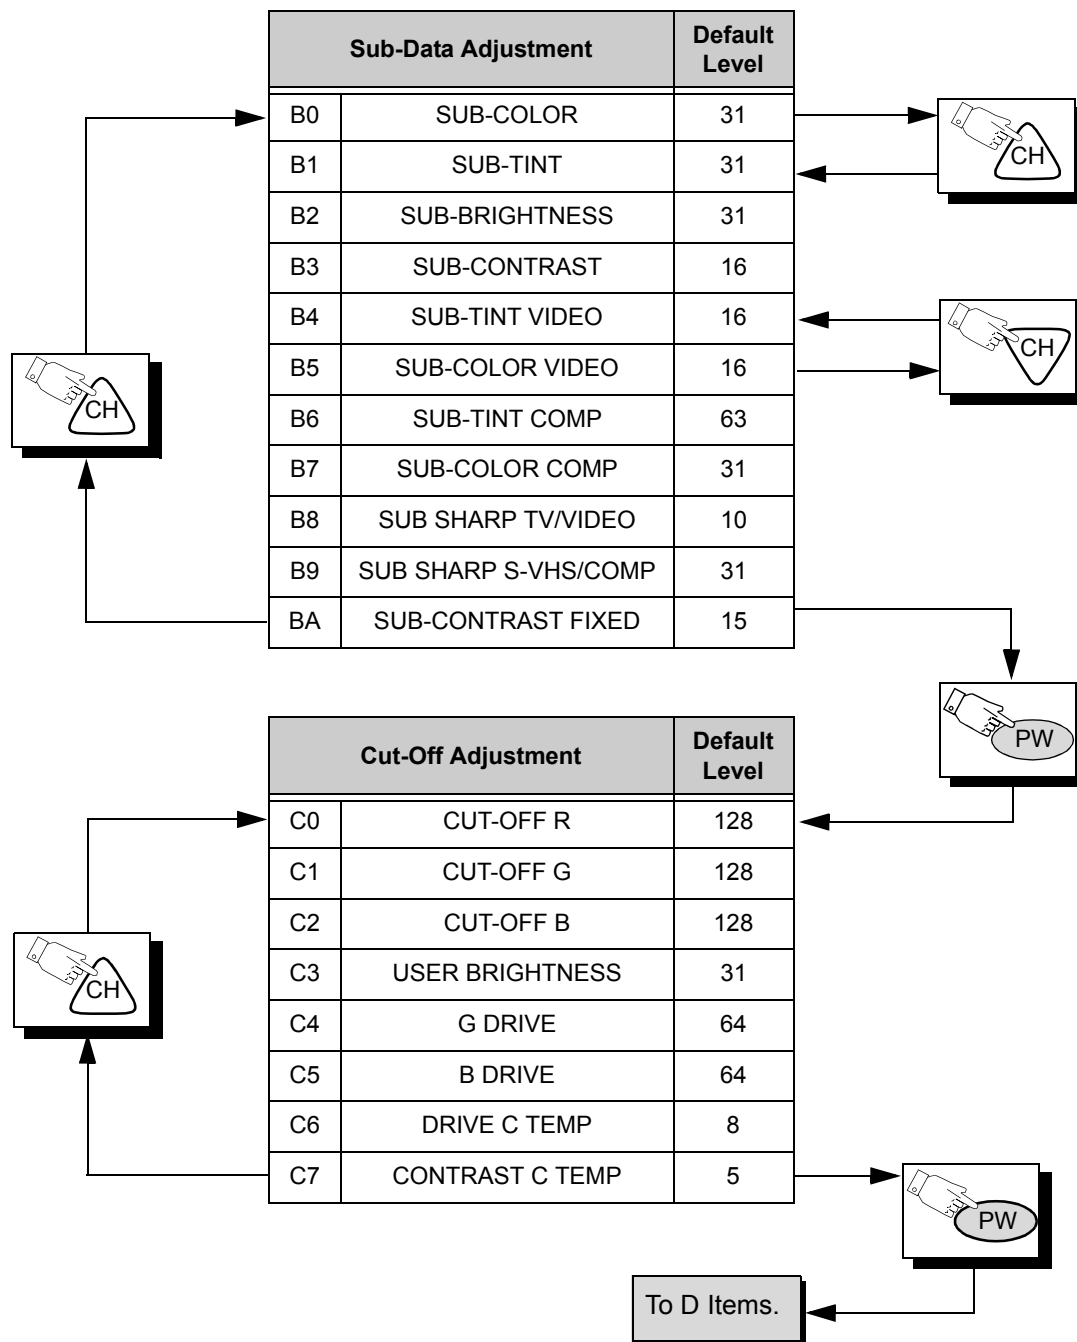 Sub-Data Adjustment Default Level
B0 SUB-COLOR 31
CH
B1 SUB-TINT 31
B2 SUB-BRIGHTNESS 31
B3 SUB-CONTRAST 16
B4 SUB-TINT VIDEO 16
CH
B5 SUB-COLOR VIDEO 16
CH
B6 SUB-TINT COMP 63
B7 SUB-COLOR COMP 31
B8 SUB SHARP TV/VIDEO 10
B9 SUB SHARP S-VHS/COMP 31
BA SUB-CONTRAST FIXED 15
PW
Cut-Off Adjustment Default Level
C0 CUT-OFF R 128
C1 CUT-OFF G 128
C2 CUT-OFF B 128
C3 USER BRIGHTNESS 31
CH
C4 G DRIVE 64
C5 B DRIVE 64
C6 DRIVE C TEMP 8
C7 CONTRAST C TEMP 5
PW
To D Items.